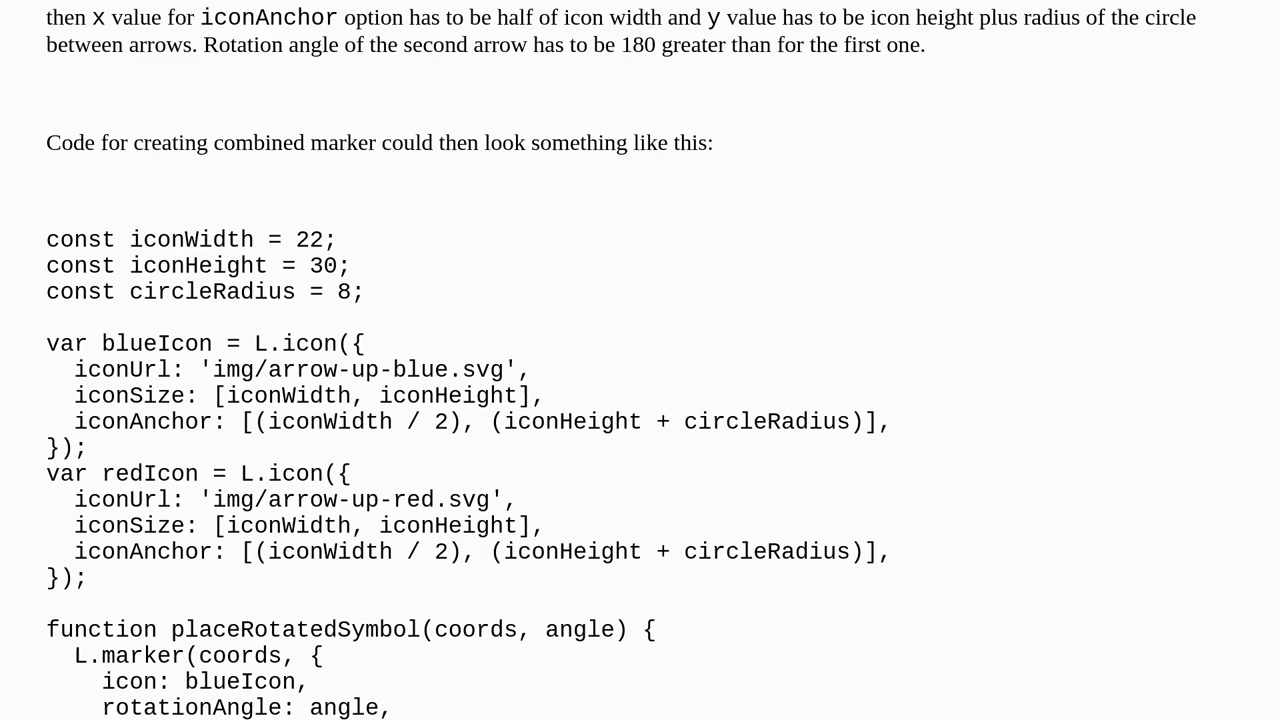 then x value for iconAnchor option has to be half of icon width and y value has to be icon height plus radius of the circle
between arrows. Rotation angle of the second arrow has to be 180 greater than for the first one.
Code for creating combined marker could then look something like this:
const iconWidth = 22;
const iconHeight = 30;
const circleRadius = 8;
var blueIcon = L.icon({
  iconUrl: 'img/arrow-up-blue.svg',
  iconSize: [iconWidth, iconHeight],
  iconAnchor: [(iconWidth / 2), (iconHeight + circleRadius)],
});
var redIcon = L.icon({
  iconUrl: 'img/arrow-up-red.svg',
  iconSize: [iconWidth, iconHeight],
  iconAnchor: [(iconWidth / 2), (iconHeight + circleRadius)],
});
function placeRotatedSymbol(coords, angle) {
  L.marker(coords, {
    icon: blueIcon,
    rotationAngle: angle,